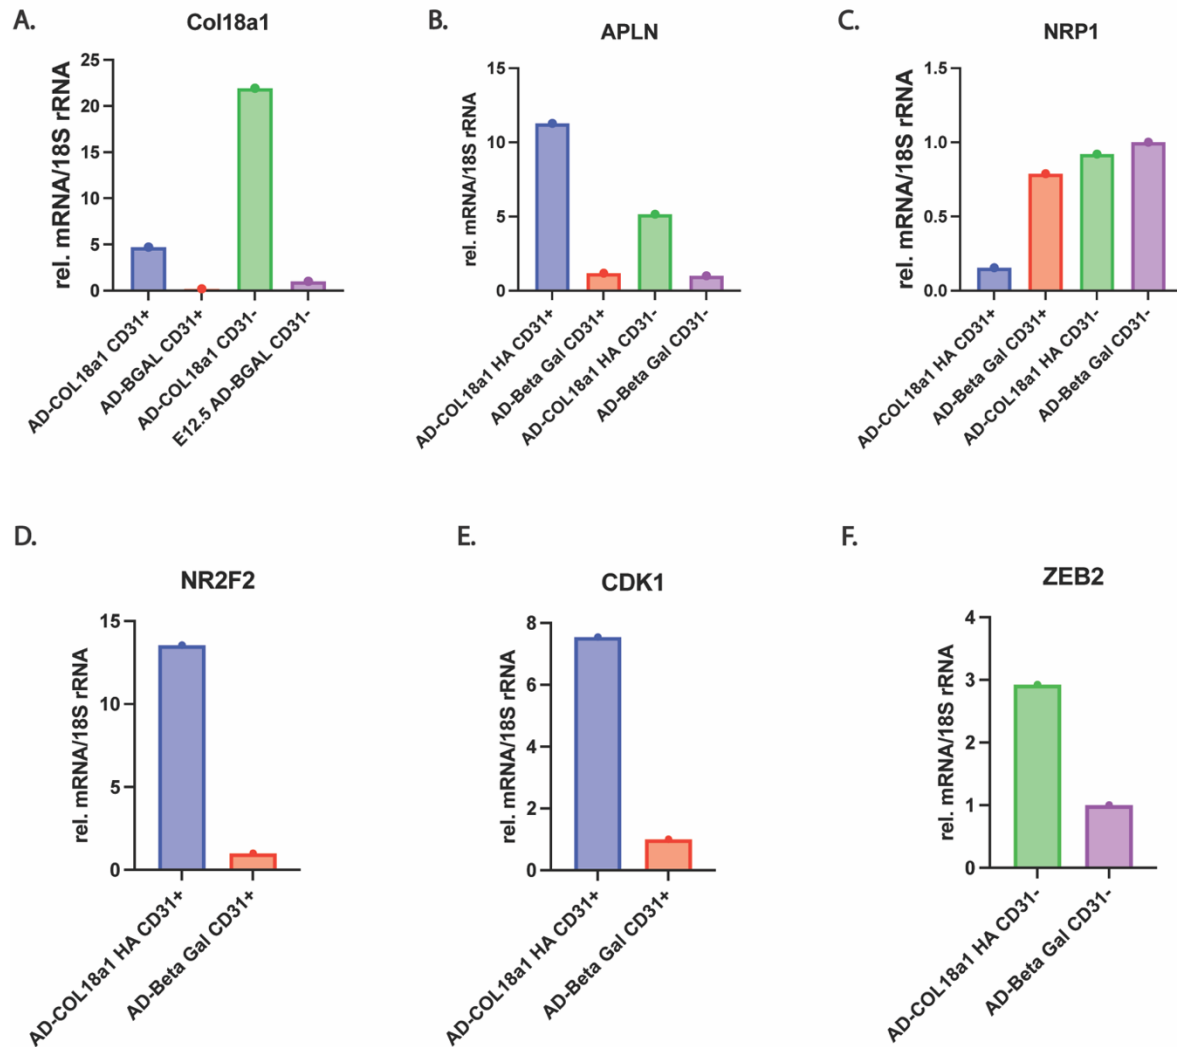 A.
Col18a1
rel. mRNA/18S rRNA
25
20
15
10
5
0
AD-COL18a1 CD31+
AD-BGAL CD31+
AD-COL18a1 CD31-
E12.5 AD-BGAL CD31-
B.
APLN
rel. mRNA/18S rRNA
15
10
5
0
AD-COL18a1 HA CD31+
AD-Beta Gal CD31+
AD-COL18a1 HA CD31-
AD-Beta Gal CD31-
C.
NRP1
rel. mRNA/18S rRNA
1.5
1.0
0.5
0.0
AD-COL18a1 HA CD31+
AD-Beta Gal CD31+
AD-COL18a1 HA CD31-
AD-Beta Gal CD31-
D.
NR2F2
rel. mRNA/18S rRNA
15
10
5
0
AD-COL18a1 HA CD31+
AD-Beta Gal CD31+
E.
CDK1
rel. mRNA/18S rRNA
8
6
4
2
0
AD-COL18a1 HA CD31+
AD-Beta Gal CD31+
F.
ZEB2
rel. mRNA/18S rRNA
4
3
2
1
0
AD-COL18a1 HA CD31-
AD-Beta Gal CD31-